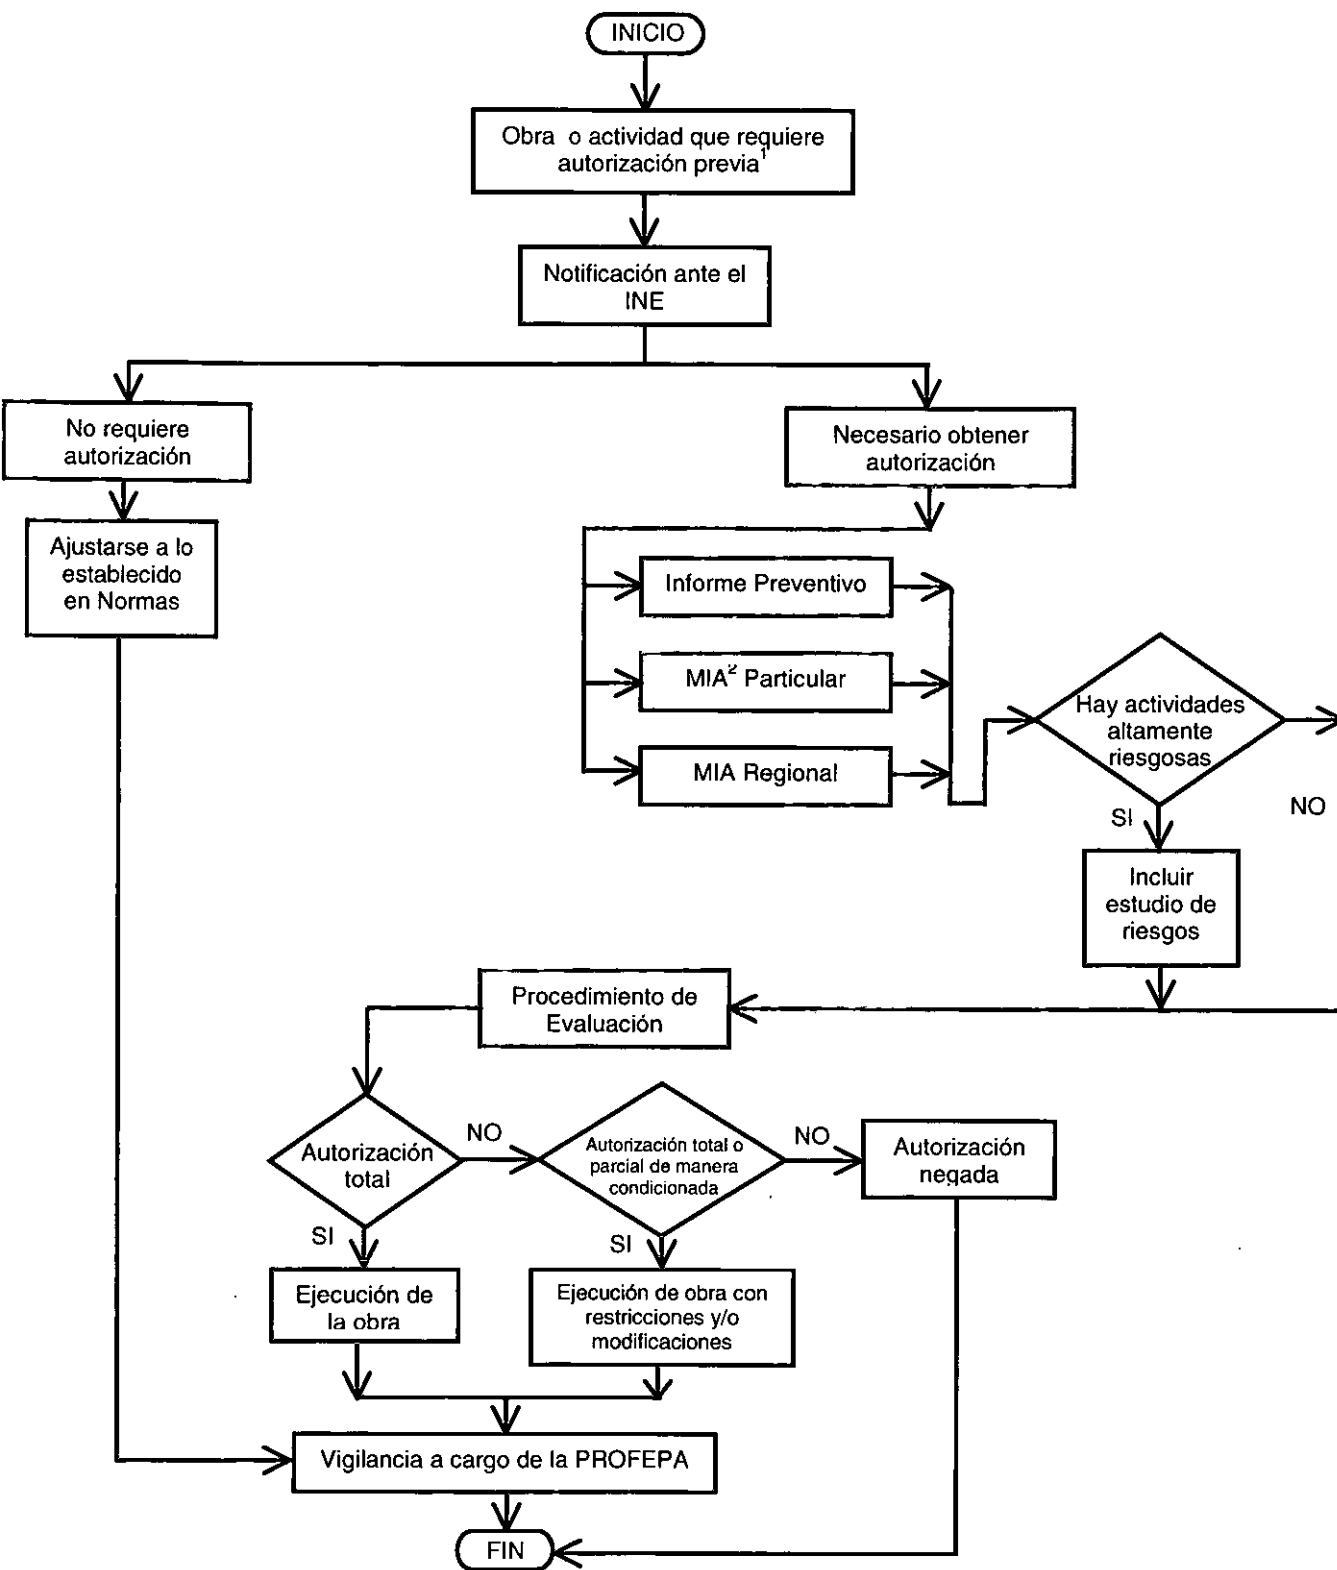 INICIO
Obra o actividad que requiere
autorización previa¹
Notificación ante el
INE
No requiere
autorización
Necesario obtener
autorización
Ajustarse a lo
establecido
en Normas
Informe Preventivo
MIA² Particular
MIA Regional
Hay actividades
altamente
riesgosas
SI
NO
Incluir
estudio de
riesgos
Procedimiento de
Evaluación
Autorización
total
NO
Autorización total o
parcial de manera
condicionada
NO
Autorización
negada
SI
SI
Ejecución de
la obra
Ejecución de obra con
restricciones y/o
modificaciones
Vigilancia a cargo de la PROFEPA
FIN